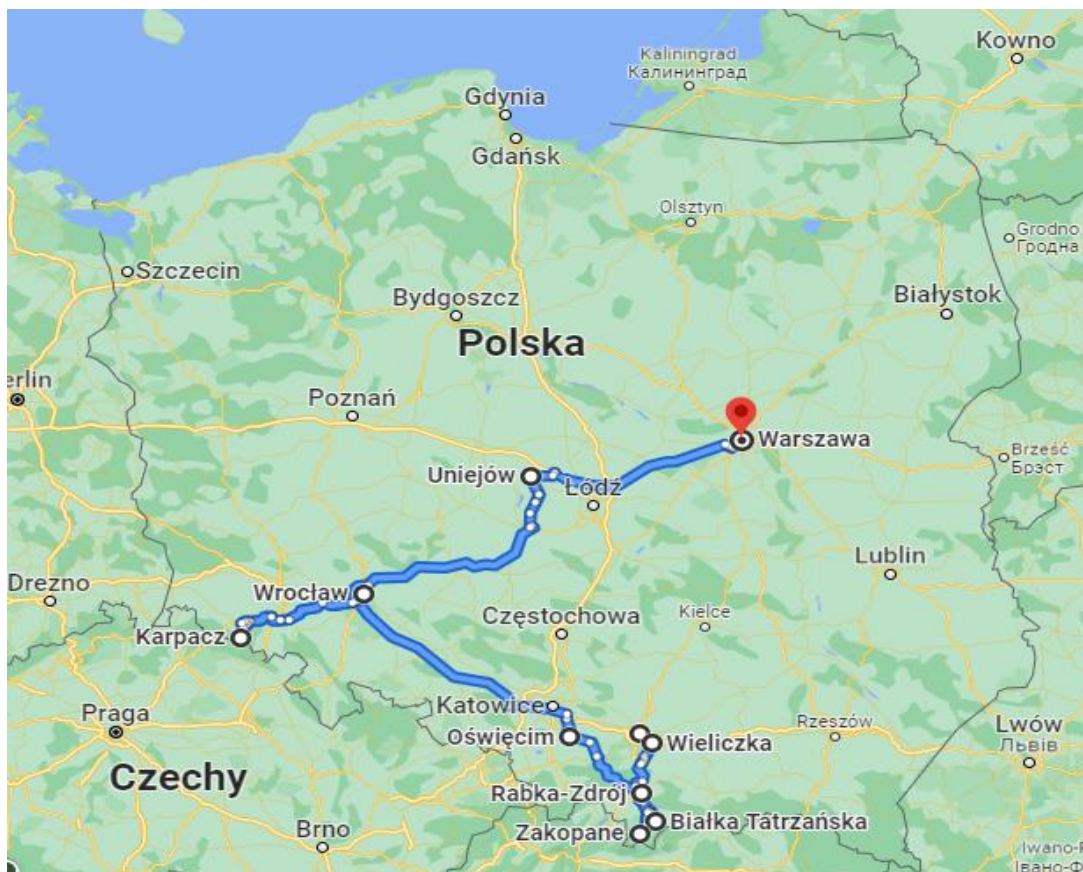 Kowno
Kaliningrad
Калининград
Gdynia
Gdańsk
Olsztyn
Grodno
Гродна
Szczecin
Bydgoszcz
Białystok
Polska
erlin
Poznań
Warszawa
Brześć
Брэст
Uniejów
Łódź
Lublin
Drezno
Wrocław
Częstochowa
Kielce
Karpacz
Katowice
Praga
Oświęcim
Wieliczka
Rzeszów
Lwów
Львів
Czechy
Rabka-Zdrój
Białka Tatrzańska
Zakopane
Brno
Iwano-F
Івано-Ф